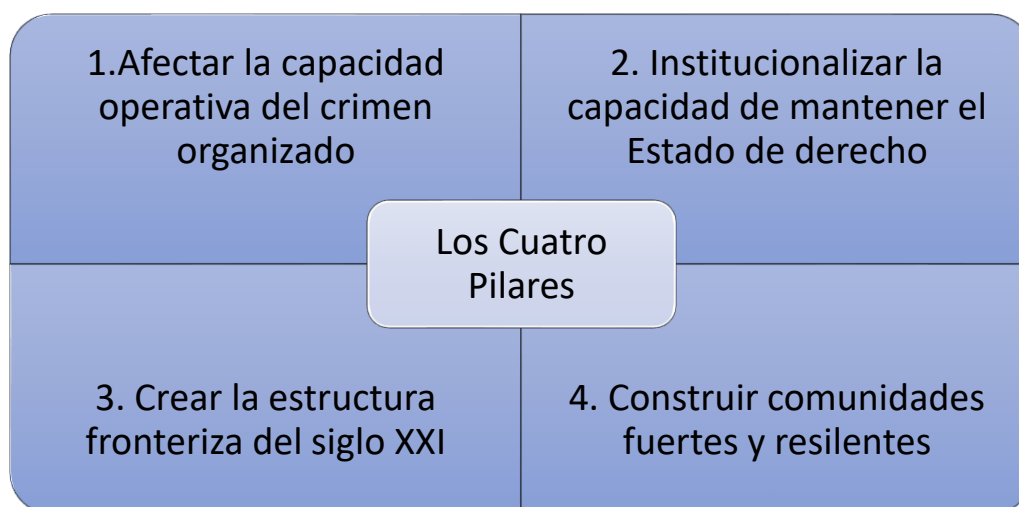 1.Afectar la capacidad
operativa del crimen
organizado
2. Institucionalizar la
capacidad de mantener el
Estado de derecho
Los Cuatro
Pilares
3. Crear la estructura
fronteriza del siglo XXI
4. Construir comunidades
fuertes y resilentes